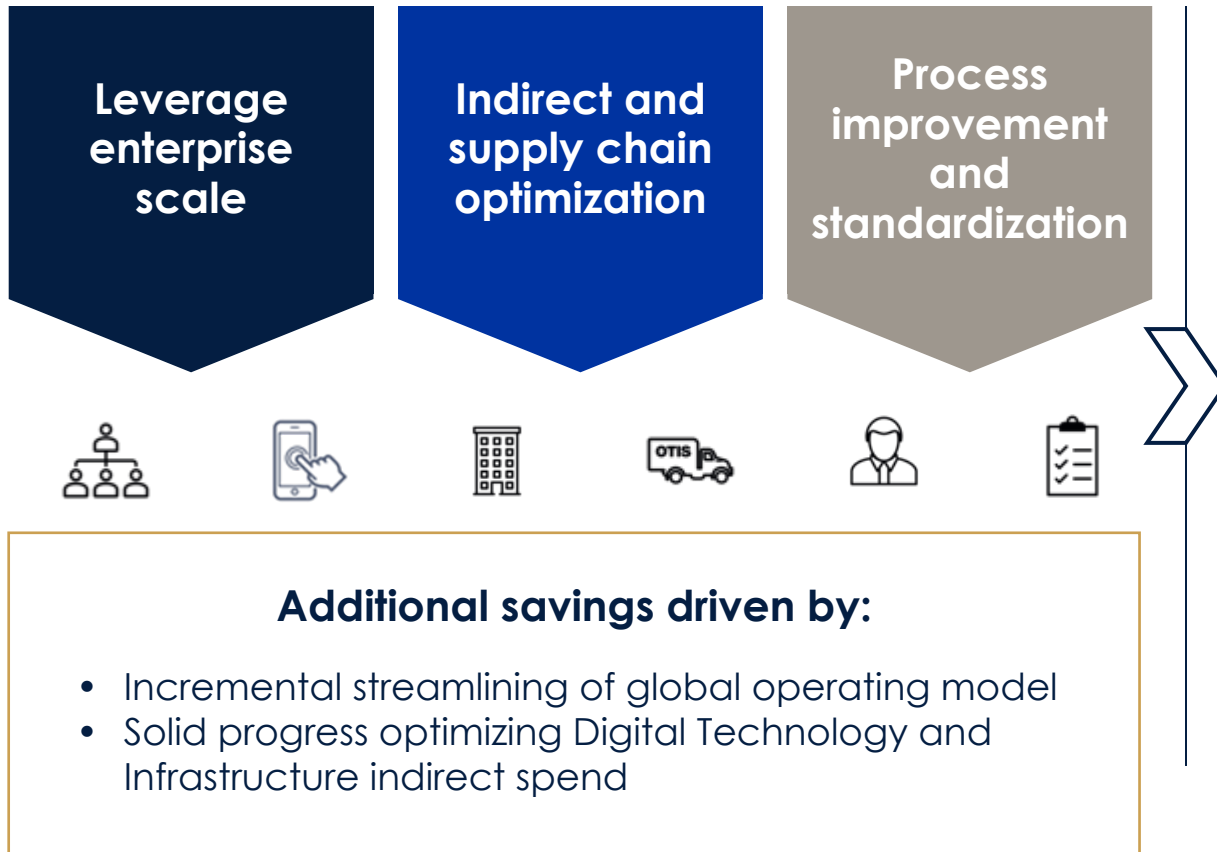 Leverage
enterprise
scale
Indirect and
supply chain
optimization
Process
improvement
and
standardization
OTIS
Additional savings driven by:
• Incremental streamlining of global operating model
• Solid progress optimizing Digital Technology and
Infrastructure indirect spend